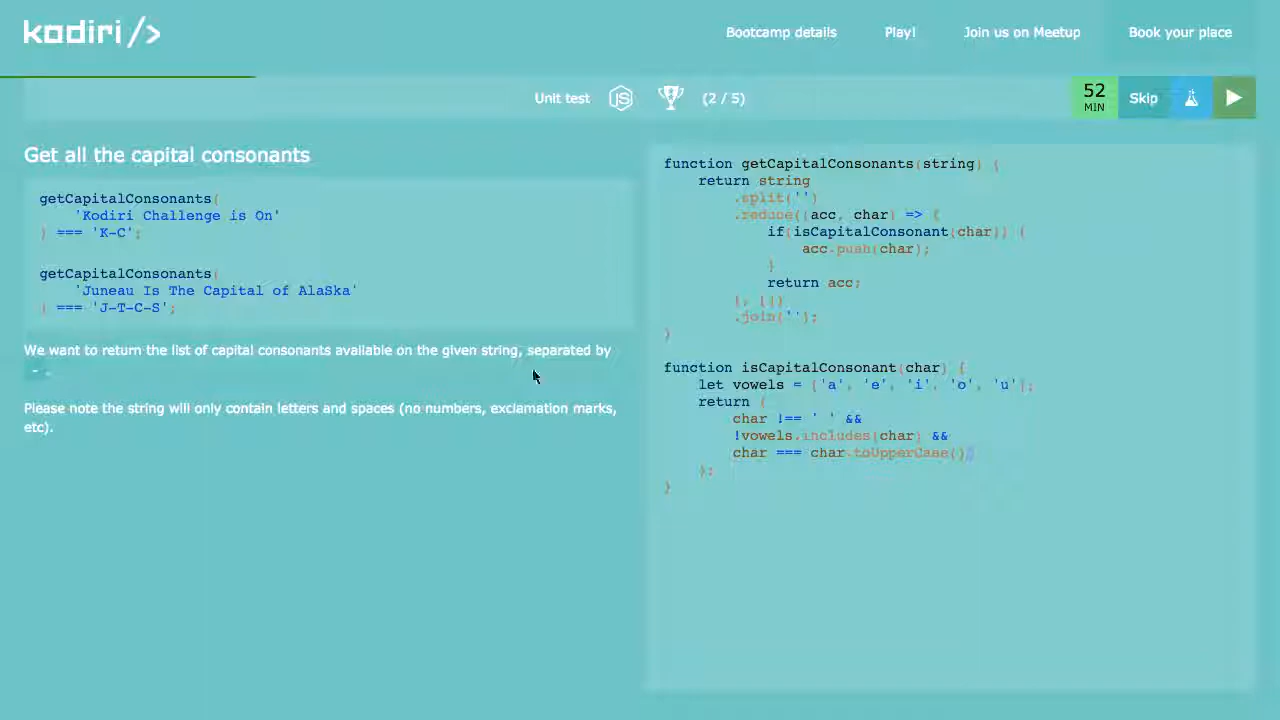 kodiri/>
Bootcamp details
Play!
Join us on Meetup
Book your place
Unit test
JS
(2 / 5)
52
MIN
Skip
Get all the capital consonants
getCapitalConsonants(
'Kodiri Challenge is On'
) === 'K-C';
getCapitalConsonants(
'Juneau Is The Capital of AlaSka'
) === 'J-T-C-S';
We want to return the list of capital consonants available on the given string, separated by
- .
Please note the string will only contain letters and spaces (no numbers, exclamation marks,
etc).
function getCapitalConsonants(string) {
return string
.split('')
.reduce((acc, char) => {
if(isCapitalConsonant(char)) {
acc.push(char);
}
return acc;
}, [])
.join('');
}
function isCapitalConsonant(char) {
let vowels = ['a', 'e', 'i', 'o', 'u'];
return (
char !== ' ' &&
!vowels.includes(char) &&
char === char.toUpperCase()
);
}